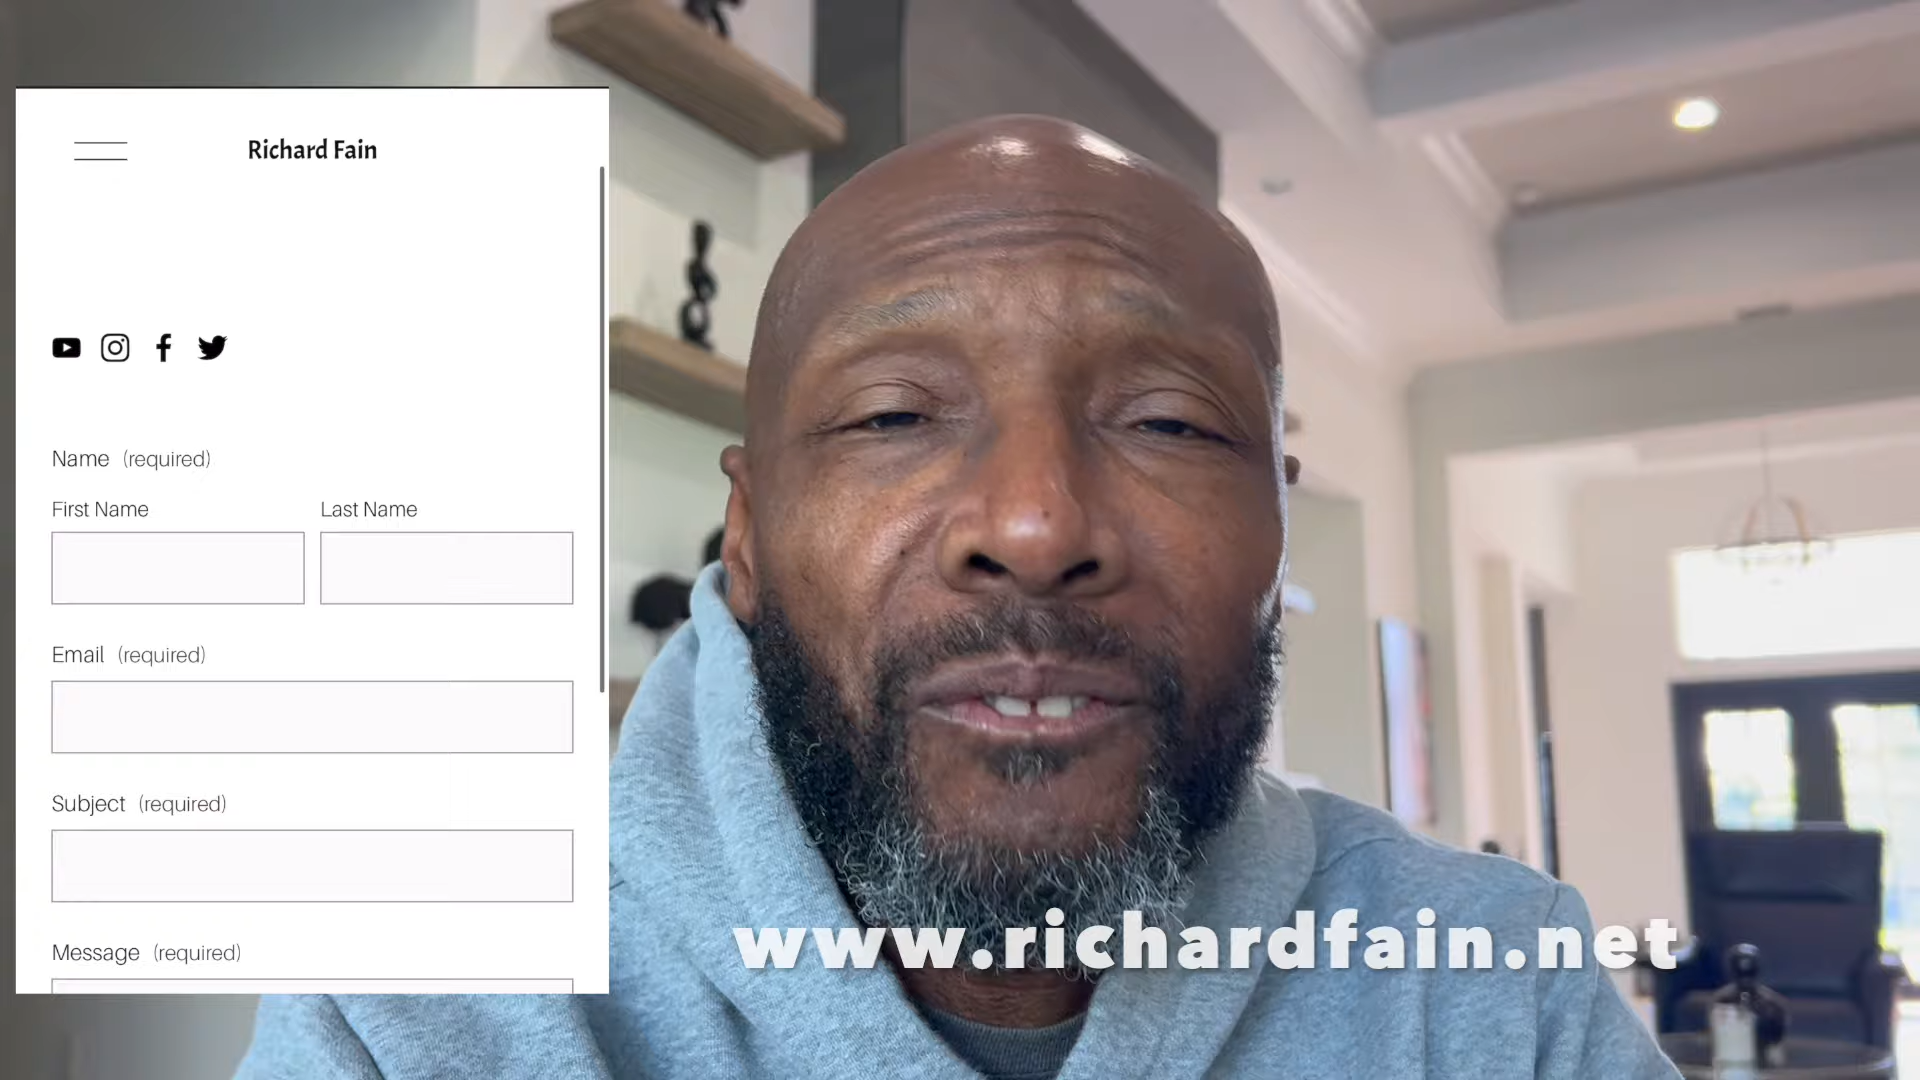 Richard Fain
Name (required)
First Name Last Name
Email (required)
Subject (required)
Message (required)
www.richardfain.net